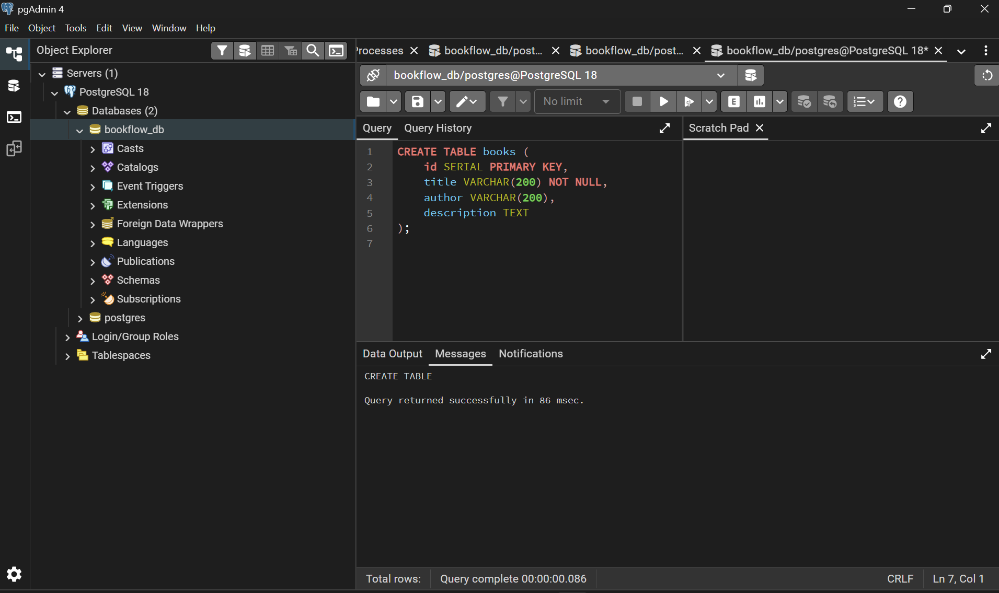 pgAdmin 4
File Object Tools Edit View Window Help
Object Explorer
Servers (1)
PostgreSQL 18
Databases (2)
bookflow_db
Casts
Catalogs
Event Triggers
Extensions
Foreign Data Wrappers
Languages
Publications
Schemas
Subscriptions
postgres
Login/Group Roles
Tablespaces
rocesses bookflow_db/post... bookflow_db/post... bookflow_db/postgres@PostgreSQL 18*
bookflow_db/postgres@PostgreSQL 18
No limit E
Query Query History Scratch Pad
1 CREATE TABLE books (
2 id SERIAL PRIMARY KEY,
3 title VARCHAR(200) NOT NULL,
4 author VARCHAR(200),
5 description TEXT
6 );
7
Data Output Messages Notifications
CREATE TABLE
Query returned successfully in 86 msec.
Total rows: Query complete 00:00:00.086 CRLF Ln 7, Col 1